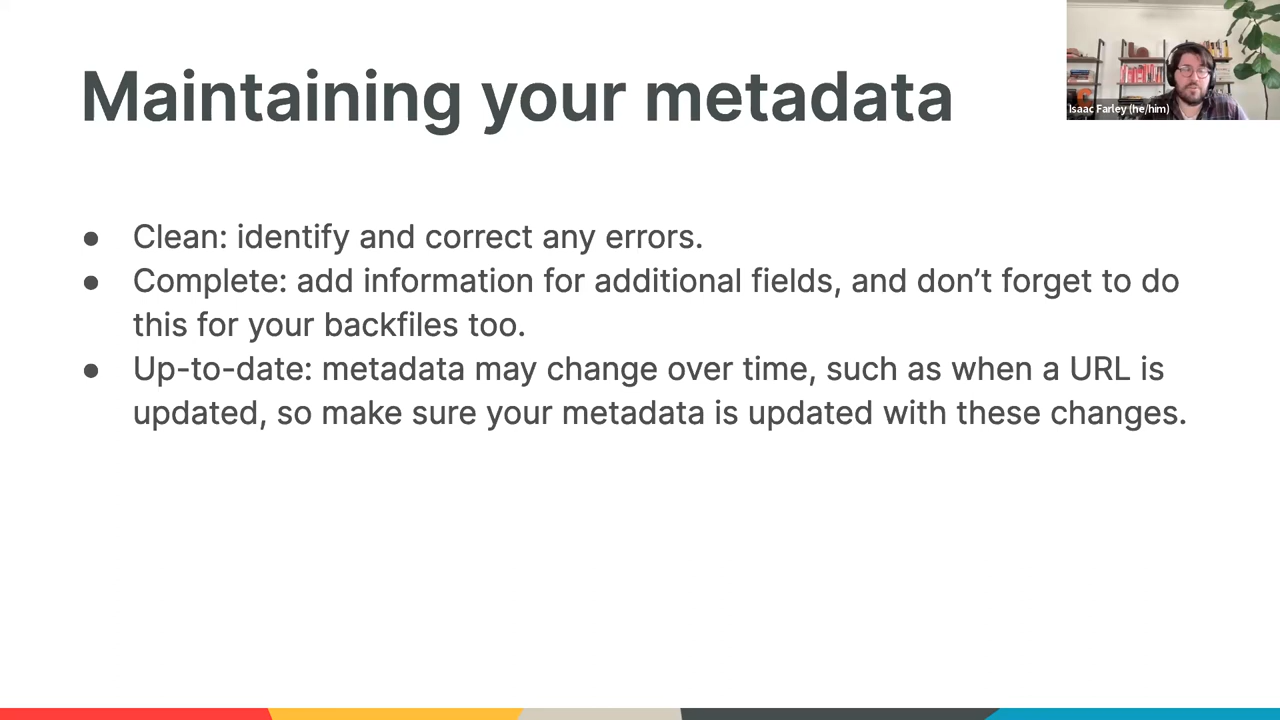 Maintaining your metadata
Isaac Farley (he/him)
● Clean: identify and correct any errors.
● Complete: add information for additional fields, and don’t forget to do
this for your backfiles too.
● Up-to-date: metadata may change over time, such as when a URL is
updated, so make sure your metadata is updated with these changes.